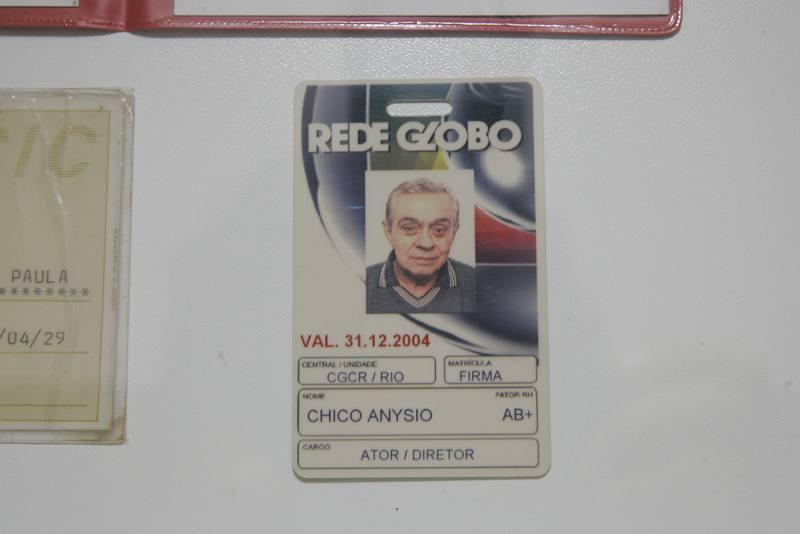 CIC
PAULA
*********
/04/29
REDE GLOBO
VAL. 31.12.2004
CENTRAL / UNIDADE
CGCR / RIO
MATRÍCULA
FIRMA
NOME
FATOR RH
CHICO ANYSIO
AB+
CARGO
ATOR / DIRETOR